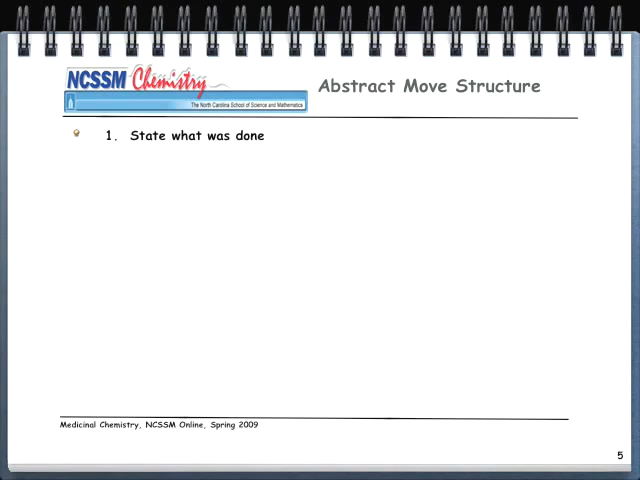 NCSSM Chemistry
The North Carolina School of Science and Mathematics
Abstract Move Structure
1. State what was done
Medicinal Chemistry, NCSSM Online, Spring 2009
5